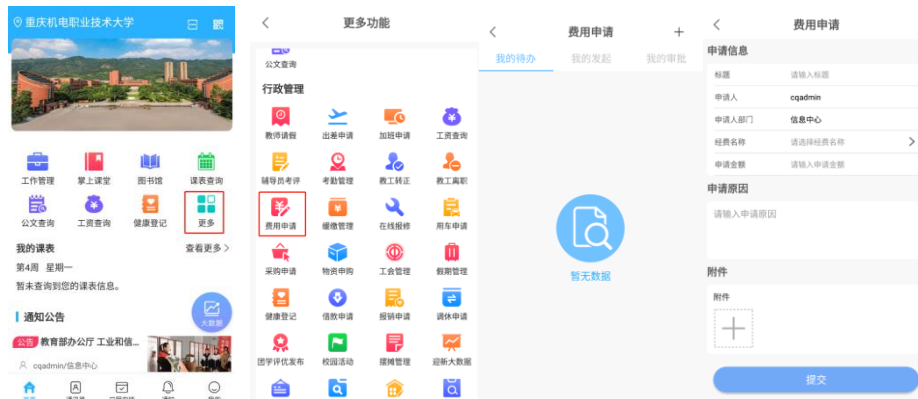 重庆机电职业技术大学
工作管理 掌上课堂 图书馆 课表查询
公文查询 工资查询 健康登记 更多
我的课表 查看更多 >
第4周 星期一
暂未查询到您的课表信息。
大数据
通知公告
公告 教育部办公厅 工业和信...
cqadmin/信息中心
更多功能
公文查询
行政管理
教师请假 出差申请 加班申请 工资查询
辅导员考评 考勤管理 教工转正 教工离职
费用申请 缓缴管理 在线报修 用车申请
采购申请 物资申购 工会管理 假期管理
健康登记 借款申请 报销申请 调休申请
团学评优发布 校园活动 摆摊管理 迎新大数据
费用申请
我的待办 我的发起 我的审批
暂无数据
费用申请
申请信息
标题 请输入标题
申请人 cqadmin
申请人部门 信息中心
经费名称 请选择经费名称
申请金额 请输入申请金额
申请原因
请输入申请原因
附件
附件
提交